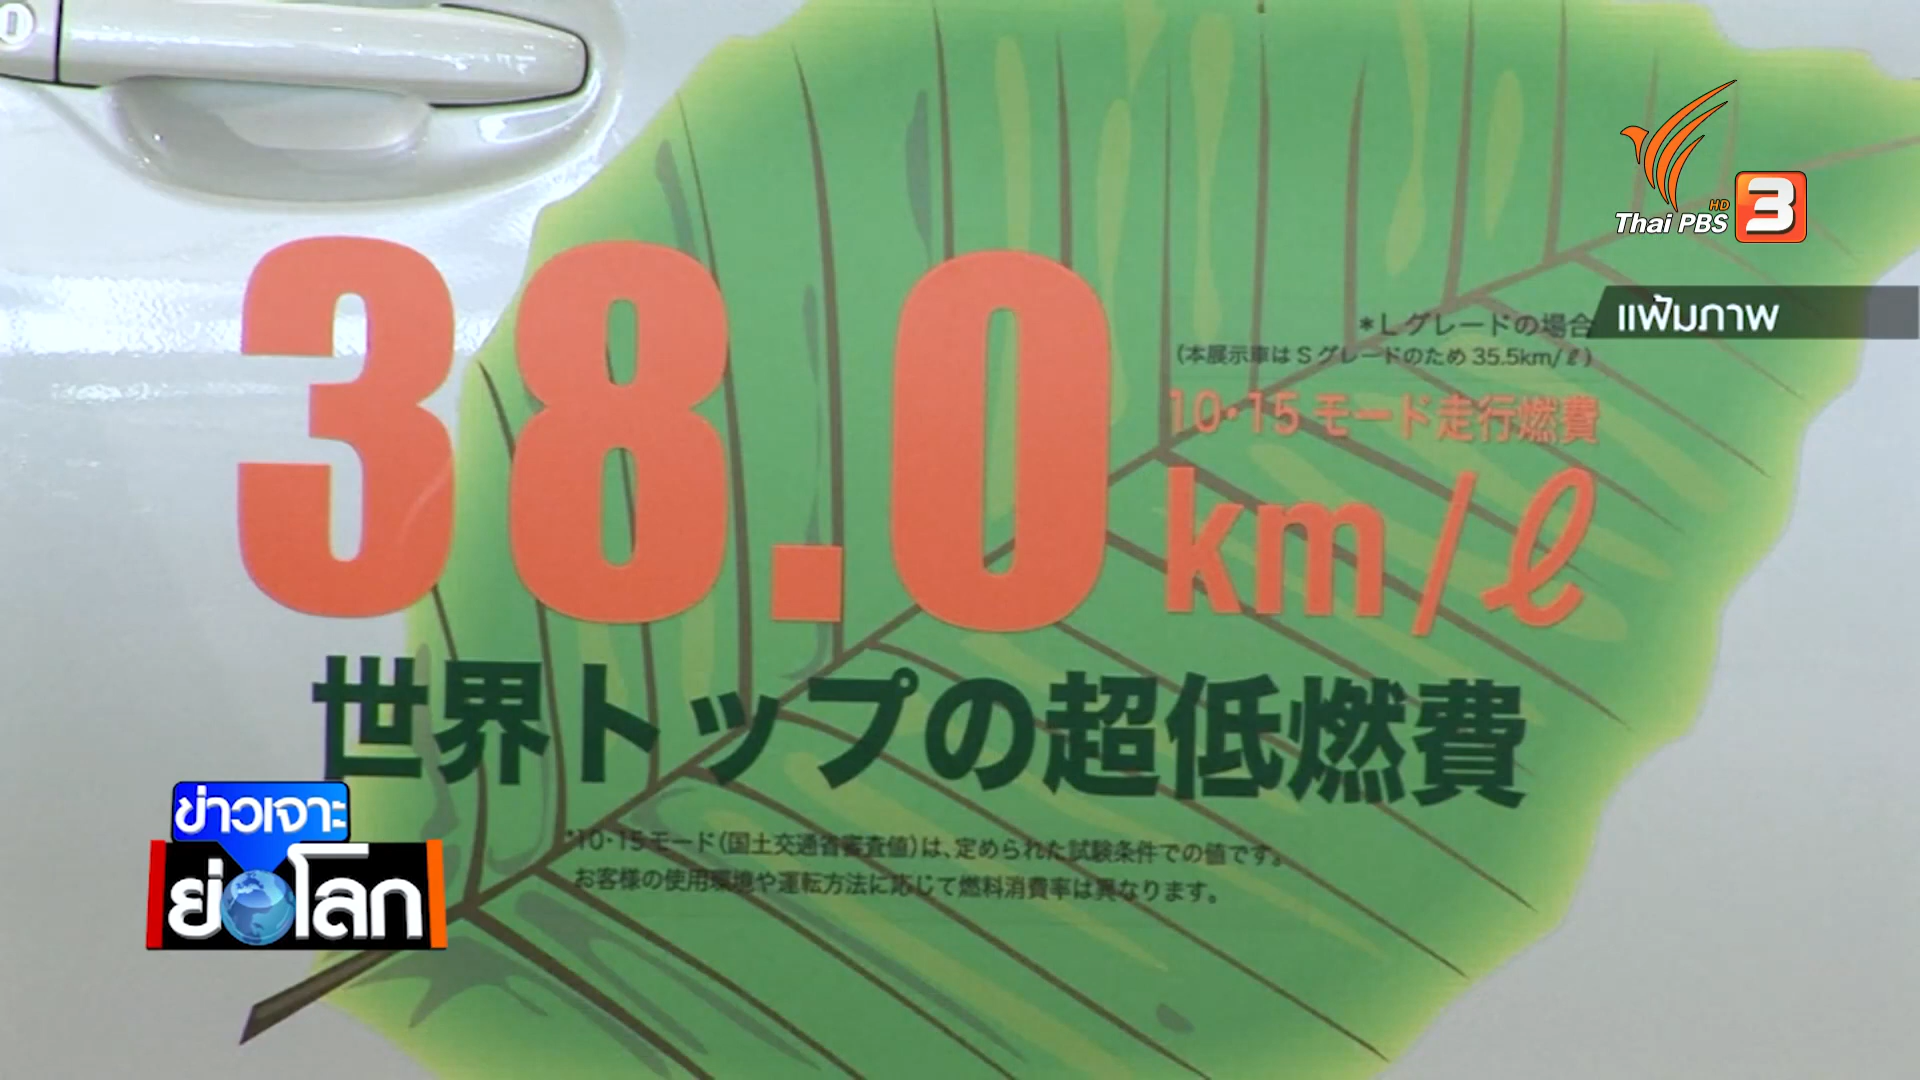 Thai PBS HD 3
แฟ้มภาพ
*Lグレードの場合
(本展示車はSグレードのため35.5km/ℓ)
10・15モード走行燃費
38.0 km/ℓ
世界トップの超低燃費
*10・15モード(国土交通省審査値)は、定められた試験条件での値です。
お客様の使用環境や運転方法に応じて燃料消費率は異なります。
ข่าวเจาะ
ย่อโลก